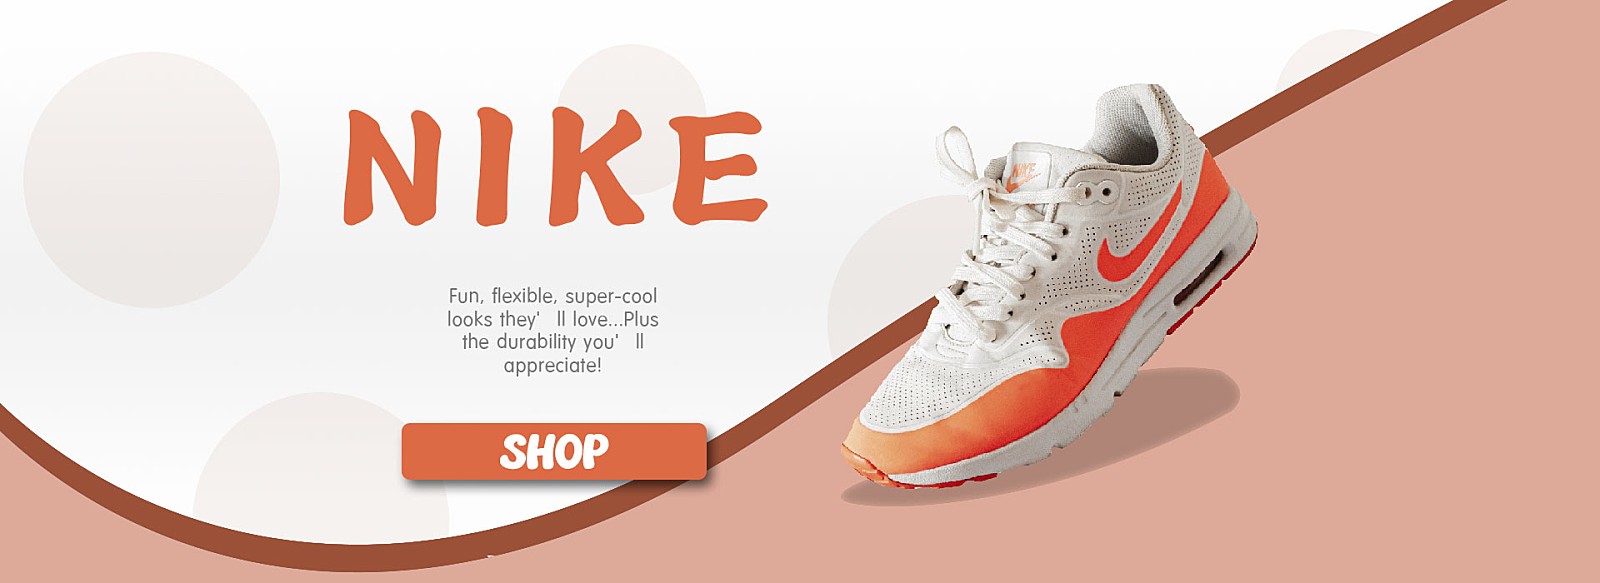 NIKE
NIKE
Fun, flexible, super-cool
looks they' ll love...Plus
the durability you' ll
appreciate!
SHOP